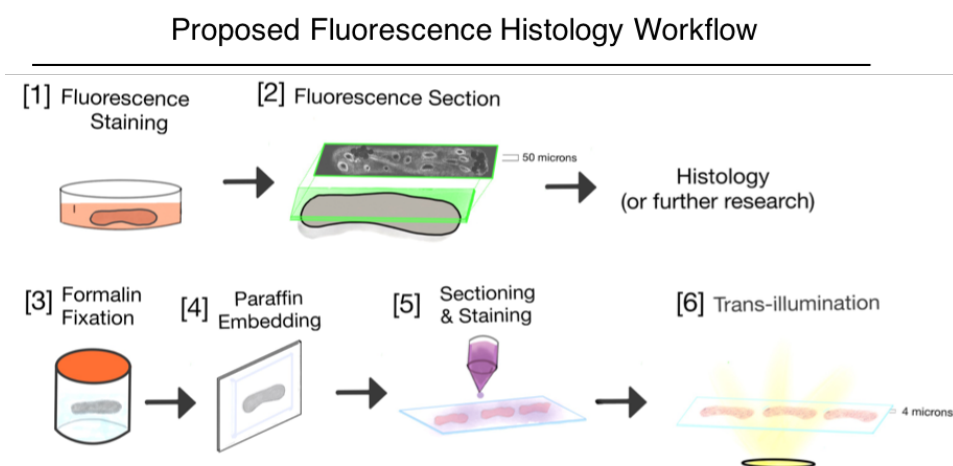 Proposed Fluorescence Histology Workflow
[1] Fluorescence
Staining
[2] Fluorescence Section
50 microns
Histology
(or further research)
[3] Formalin
Fixation
[4] Paraffin
Embedding
[5] Sectioning
& Staining
[6] Trans-illumination
4 microns